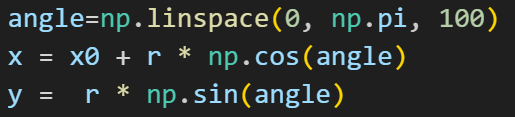 angle=np.linspace(0, np.pi, 100)
x = x0 + r * np.cos(angle)
y =  r * np.sin(angle)